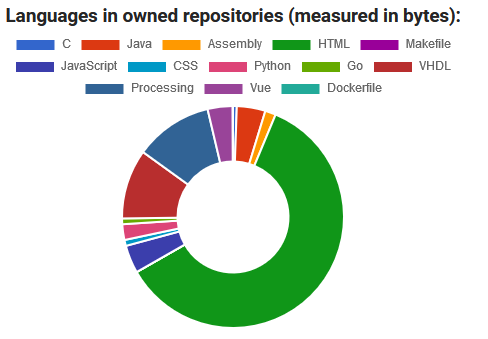 Languages in owned repositories (measured in bytes):
C Java Assembly HTML Makefile
JavaScript CSS Python Go VHDL
Processing Vue Dockerfile